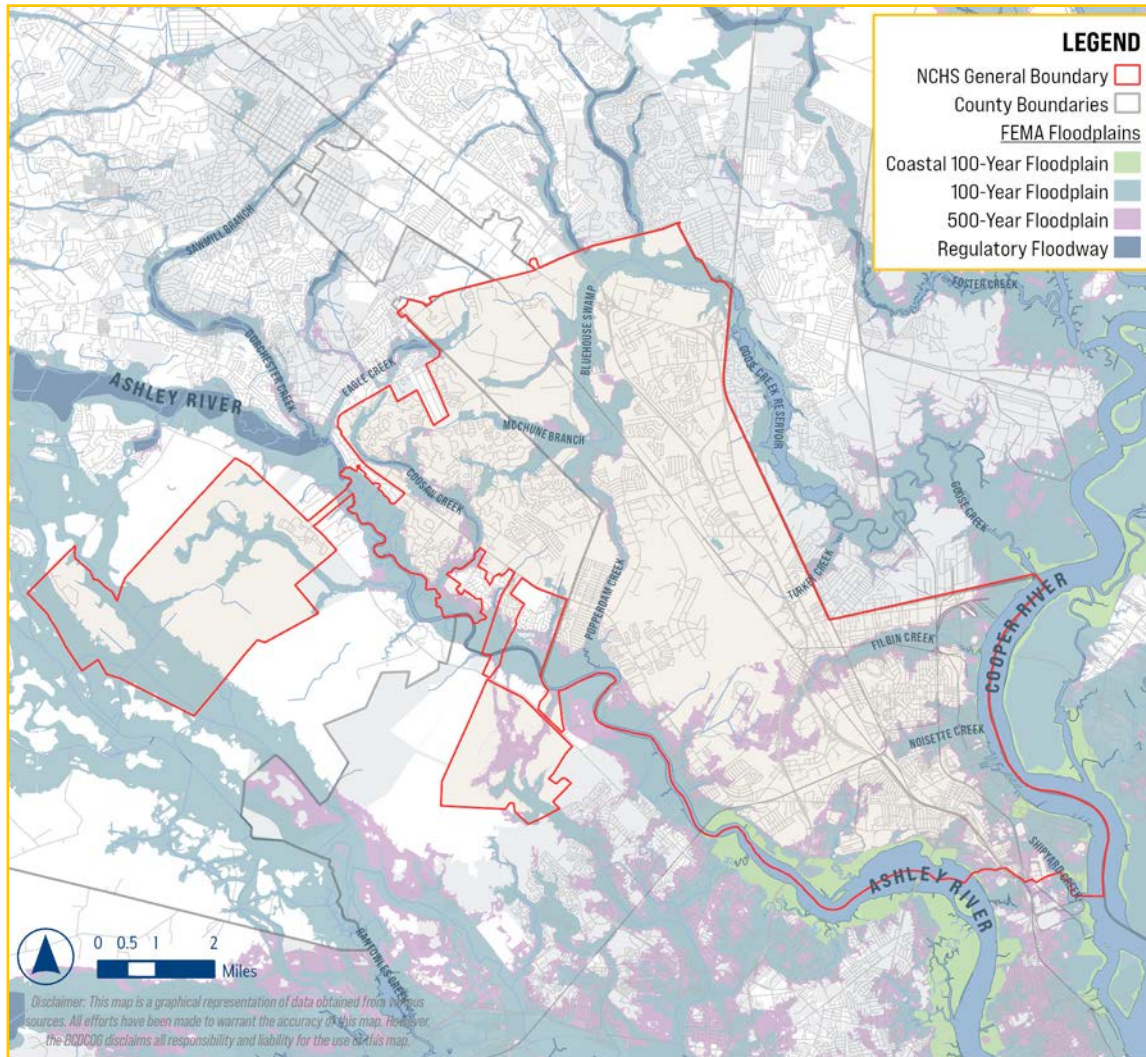 LEGEND
NCHS General Boundary
County Boundaries
FEMA Floodplains
Coastal 100-Year Floodplain
100-Year Floodplain
500-Year Floodplain
Regulatory Floodway
SAWMILL BRANCH
FOSTER CREEK
BLUEHOUSE SWAMP
DORCHESTER CREEK
GOOSE CREEK RESERVOIR
EAGLE CREEK
ASHLEY RIVER
MCCHUNE BRANCH
COOSAW CREEK
GOOSE CREEK
TURKEY CREEK
POPPERDAM CREEK
COOPER RIVER
FILBIN CREEK
NOISETTE CREEK
SHIPYARD CREEK
ASHLEY RIVER
RANTOWLES CREEK
0 0.5 1 2
Miles
Disclaimer: This map is a graphical representation of data obtained from various
sources. All efforts have been made to warrant the accuracy of this map. However,
the BCDCOG disclaims all responsibility and liability for the use of this map.